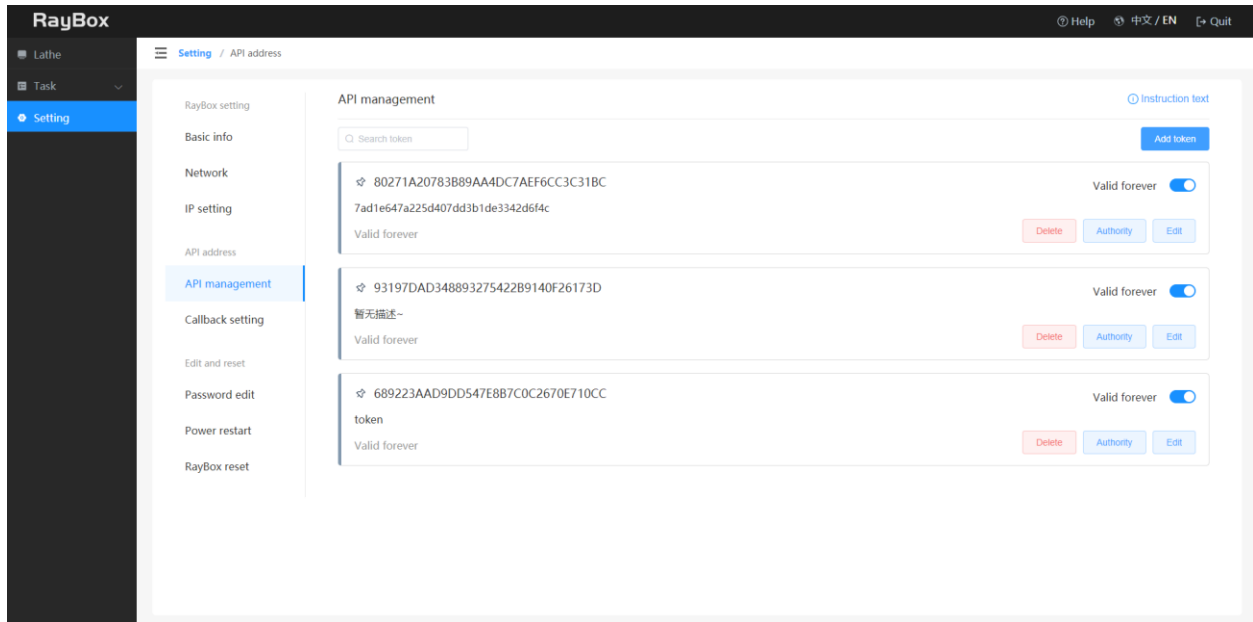 RayBox
Help 中文 / EN Quit
Lathe
Task
Setting
Setting / API address
RayBox setting
Basic info
Network
IP setting
API address
API management
Callback setting
Edit and reset
Password edit
Power restart
RayBox reset
API management
Instruction text
Search token
Add token
80271A20783B89AA4DC7AEF6CC3C31BC
Valid forever
7ad1e647a225d407dd3b1de3342d6f4c
Valid forever
Delete Authority Edit
93197DAD348893275422B9140F26173D
Valid forever
暂无描述~
Valid forever
Delete Authority Edit
689223AAD9DD547E8B7C0C2670E710CC
Valid forever
token
Valid forever
Delete Authority Edit